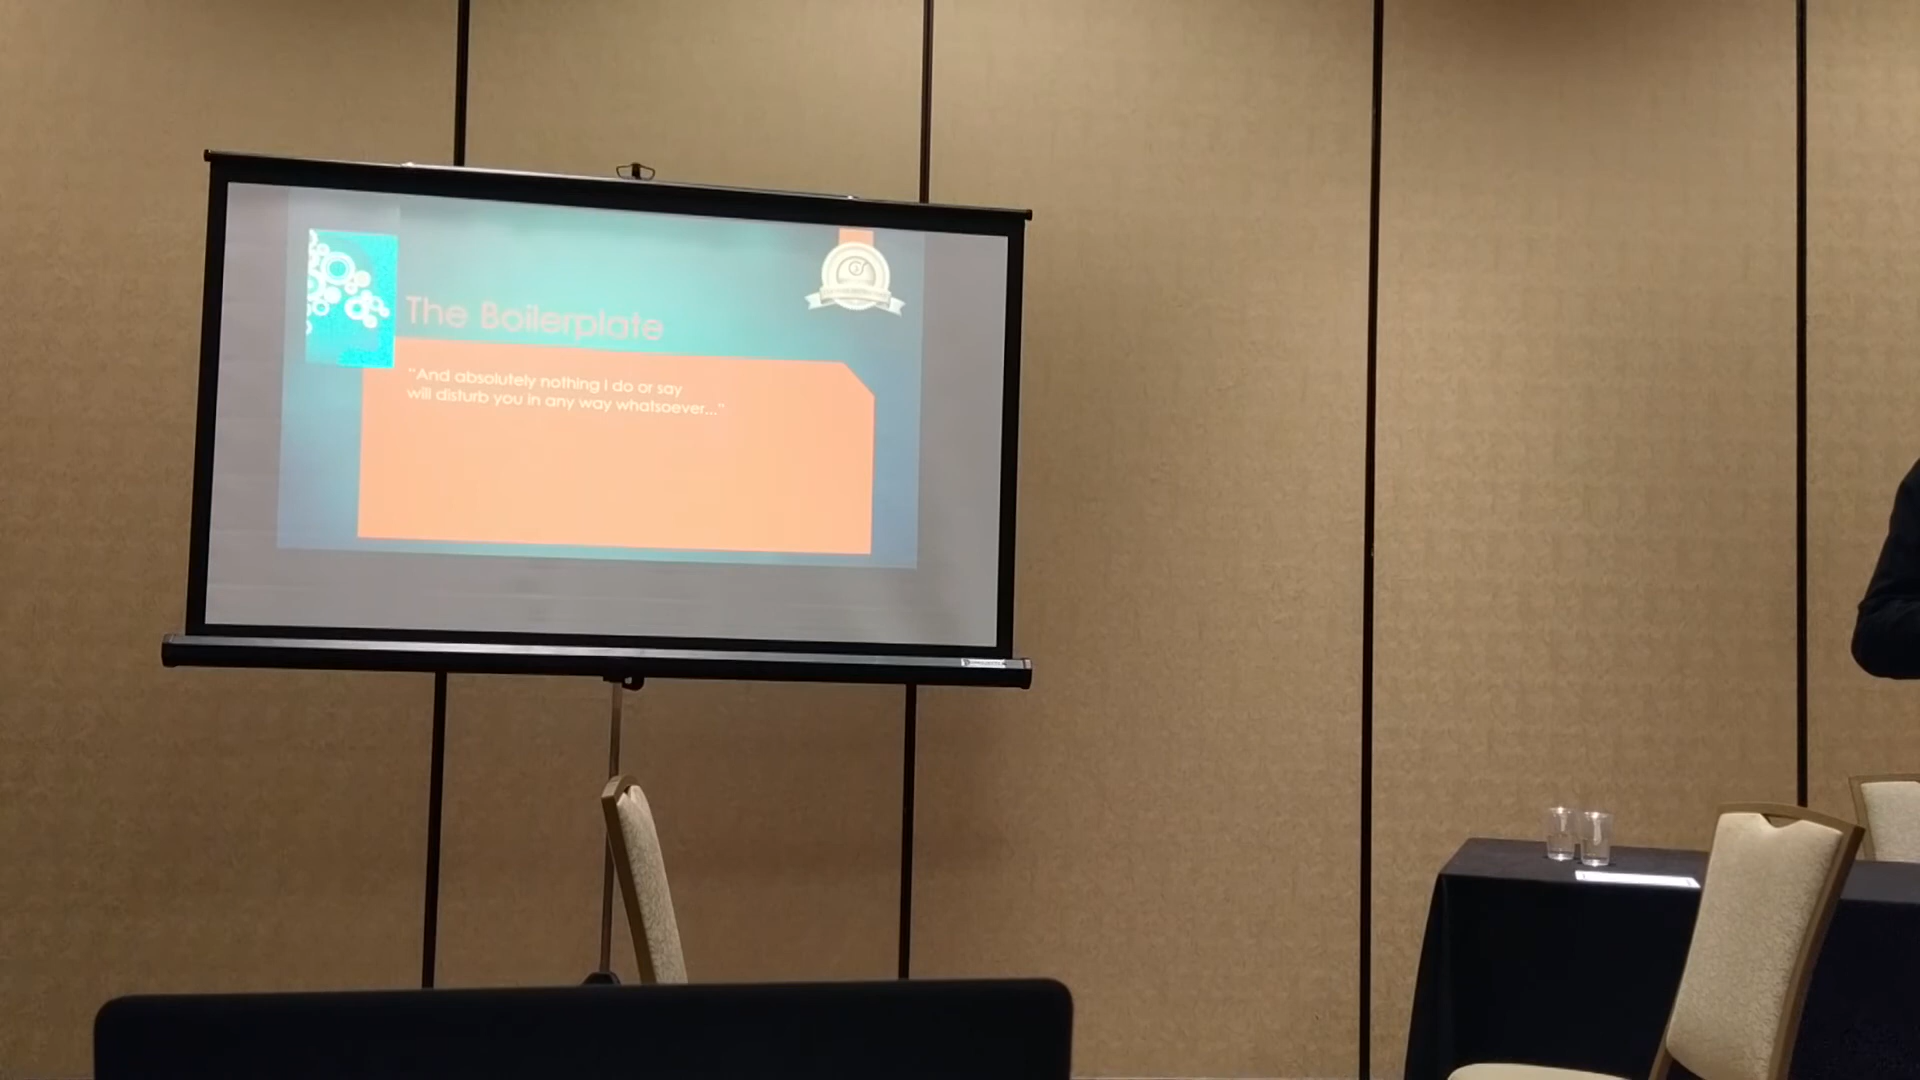 The Boilerplate
"And absolutely nothing I do or say
will disturb you in any way whatsoever..."